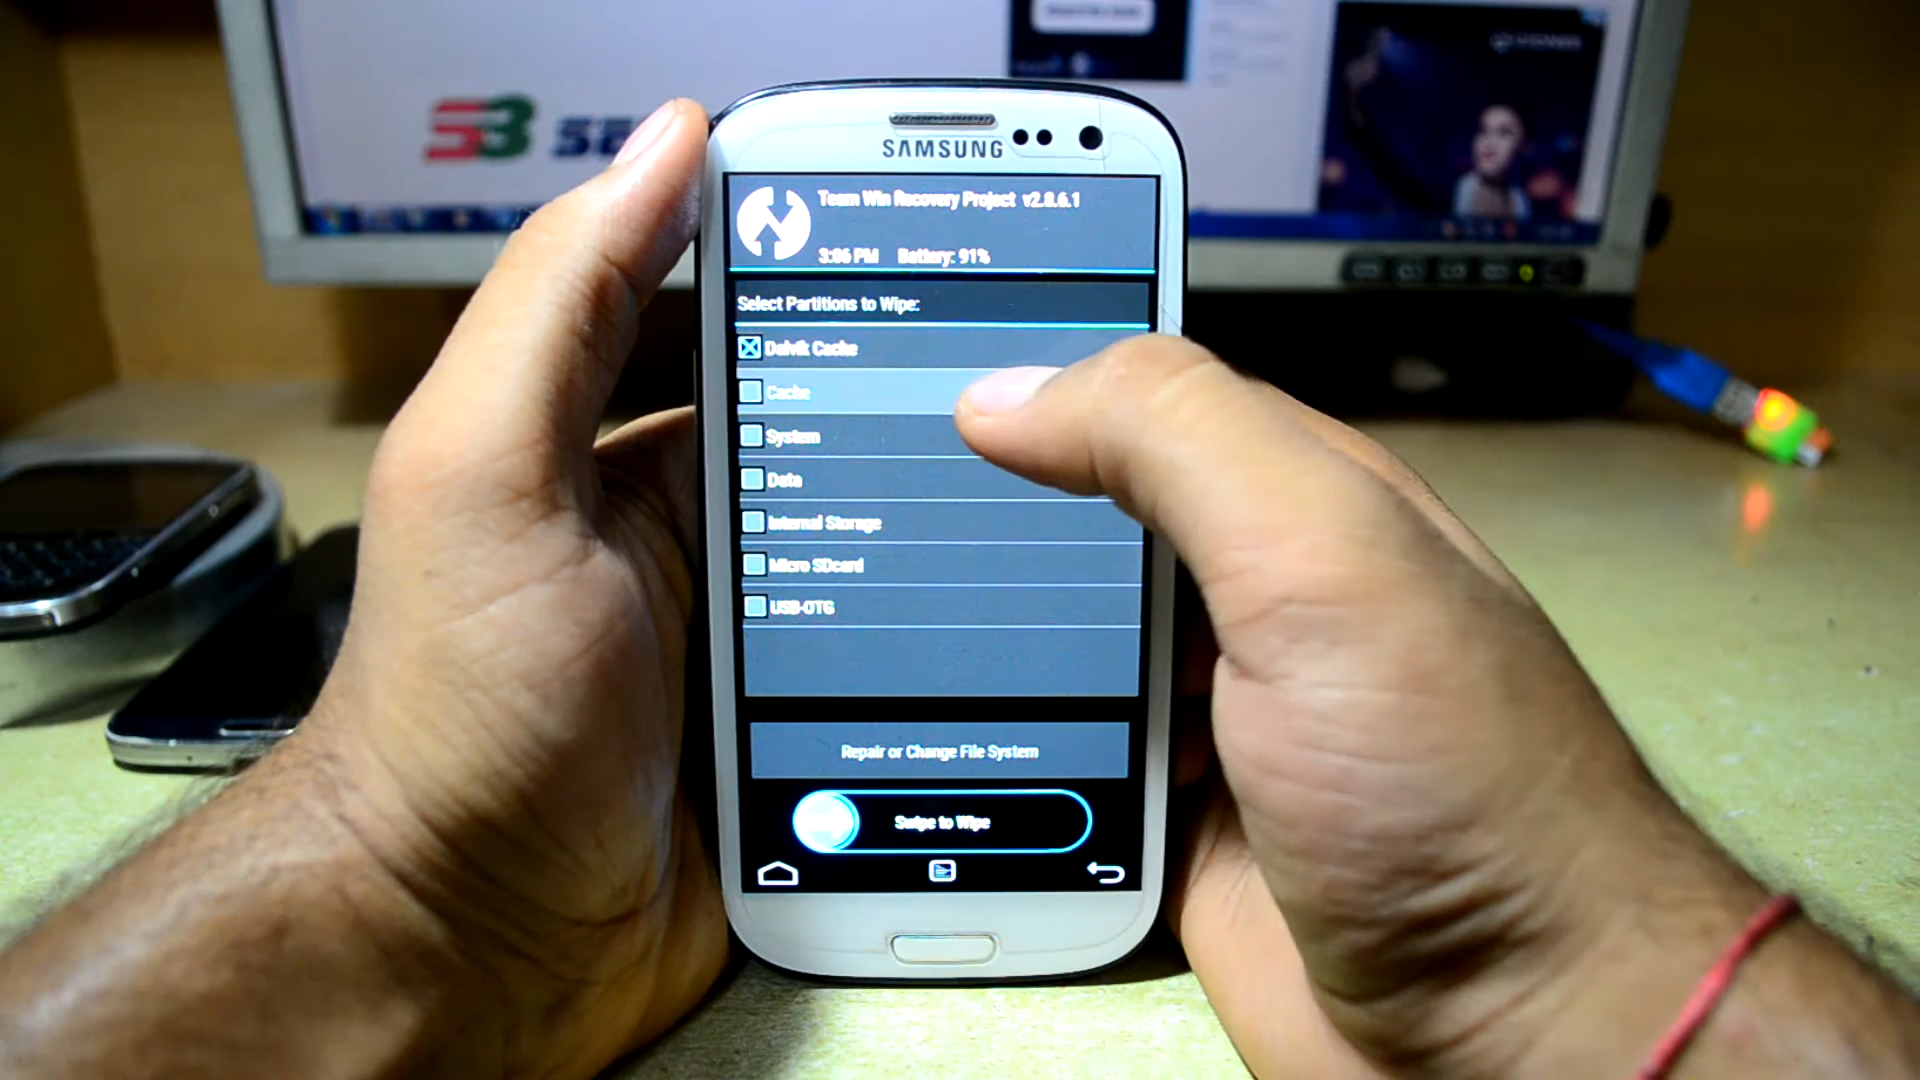 S3
SAMSUNG
Team Win Recovery Project v2.8.6.1
3:06 PM Battery: 91%
Select Partitions to Wipe:
Dalvik Cache
Cache
System
Data
Internal Storage
Micro SDcard
USB-OTG
Repair or Change File System
Swipe to Wipe